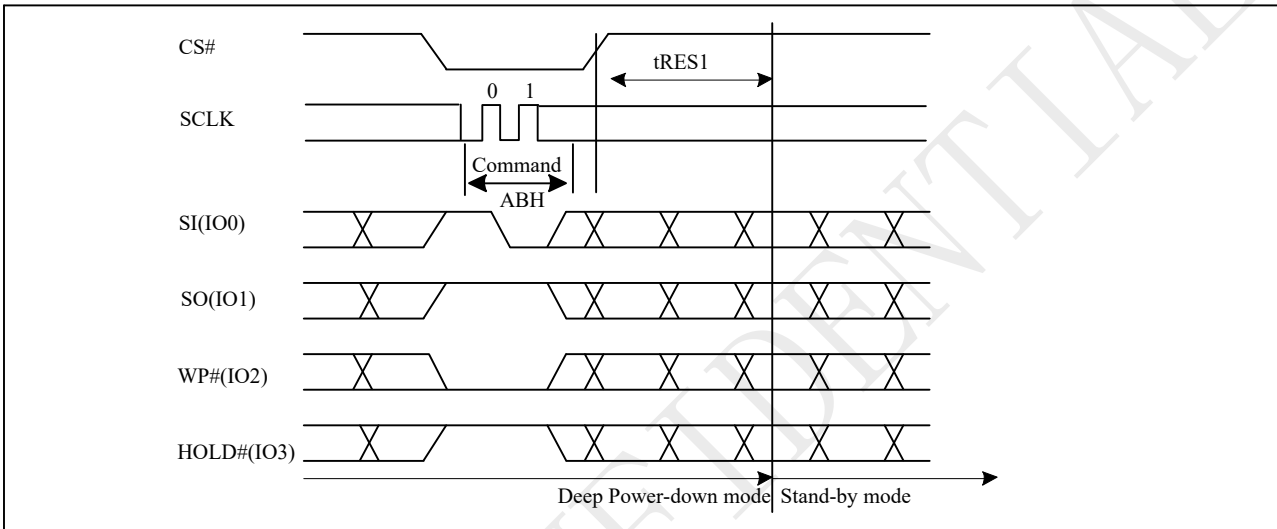 CS#
tRES1
0 1
SCLK
Command
ABH
SI(IO0)
SO(IO1)
WP#(IO2)
HOLD#(IO3)
Deep Power-down mode Stand-by mode
E IDENTIAL